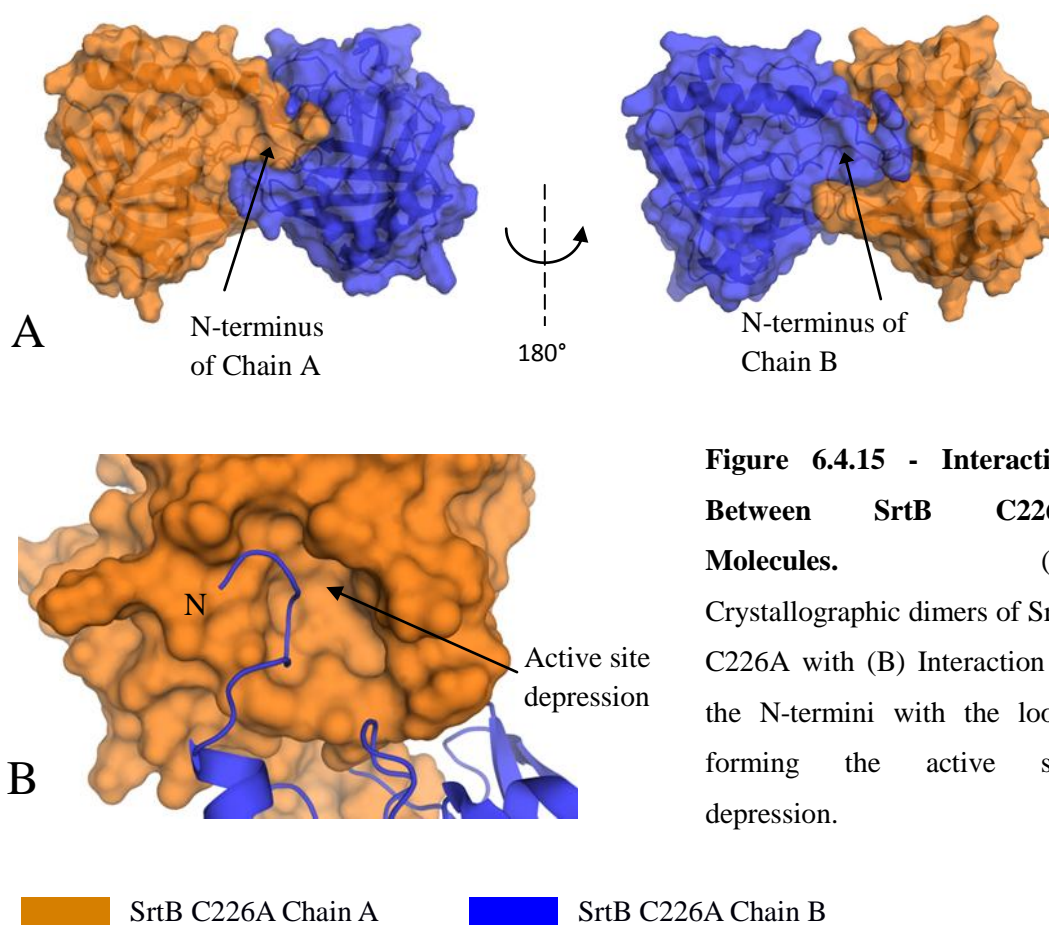 N-terminus
of Chain A
A
180°
N-terminus of
Chain B
N
Active site
depression
B
Figure 6.4.15 - Interacti
Between SrtB C226
Molecules. (
Crystallographic dimers of Sr
C226A with (B) Interaction
the N-termini with the loo
forming the active s
depression.
SrtB C226A Chain A
SrtB C226A Chain B